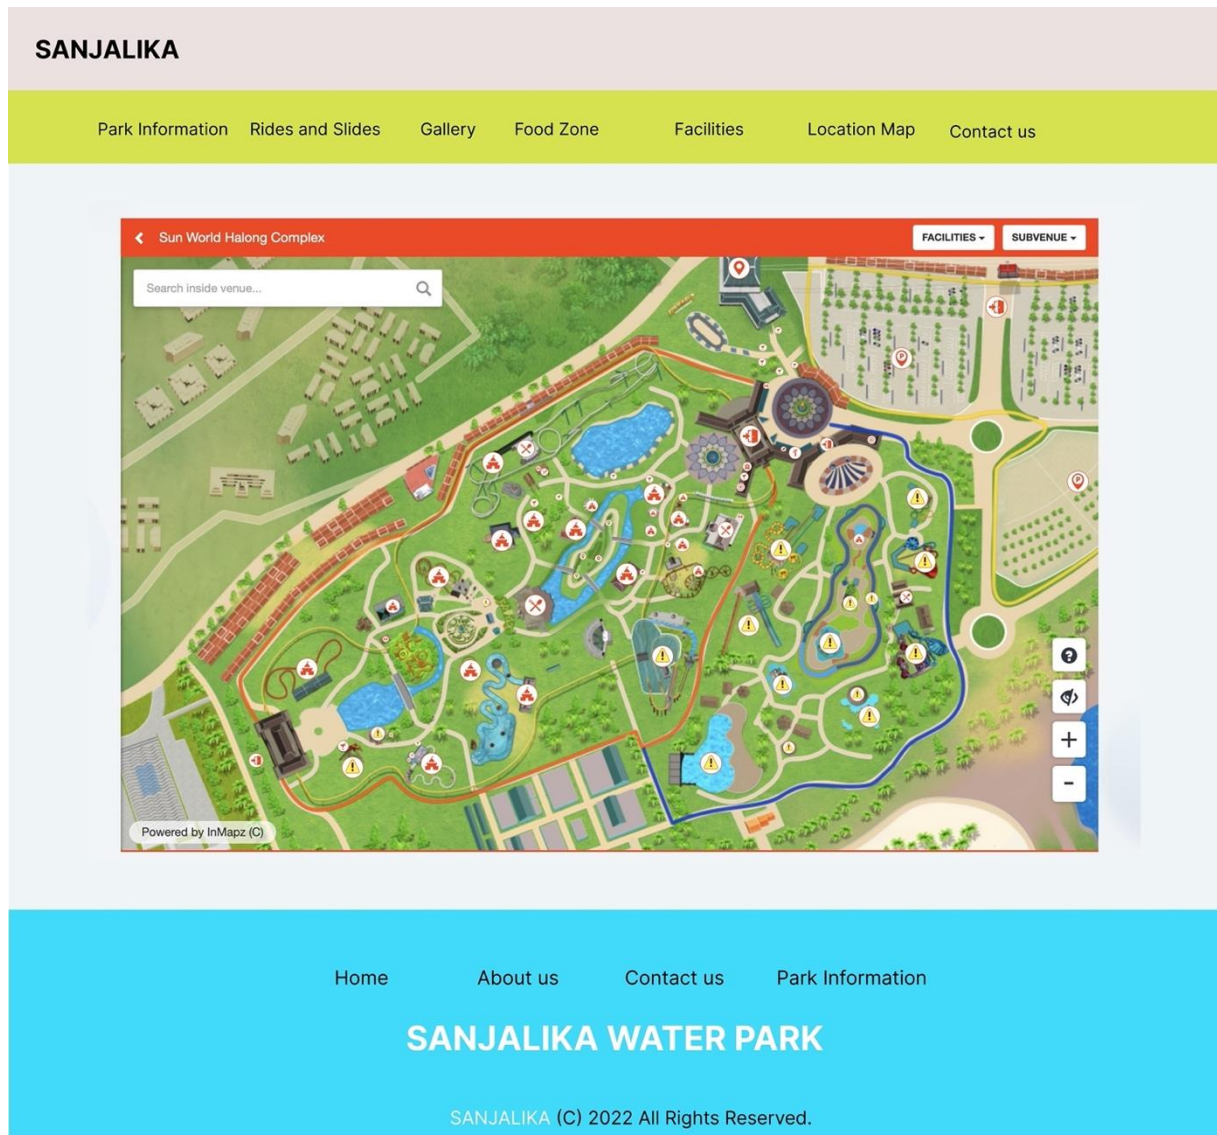 SANJALIKA
Park Information Rides and Slides Gallery Food Zone Facilities Location Map Contact us
Sun World Halong Complex FACILITIES SUBVENUE
Search inside venue...
P
P
Powered by InMapz (C)
Home About us Contact us Park Information
SANJALIKA WATER PARK
SANJALIKA (C) 2022 All Rights Reserved.